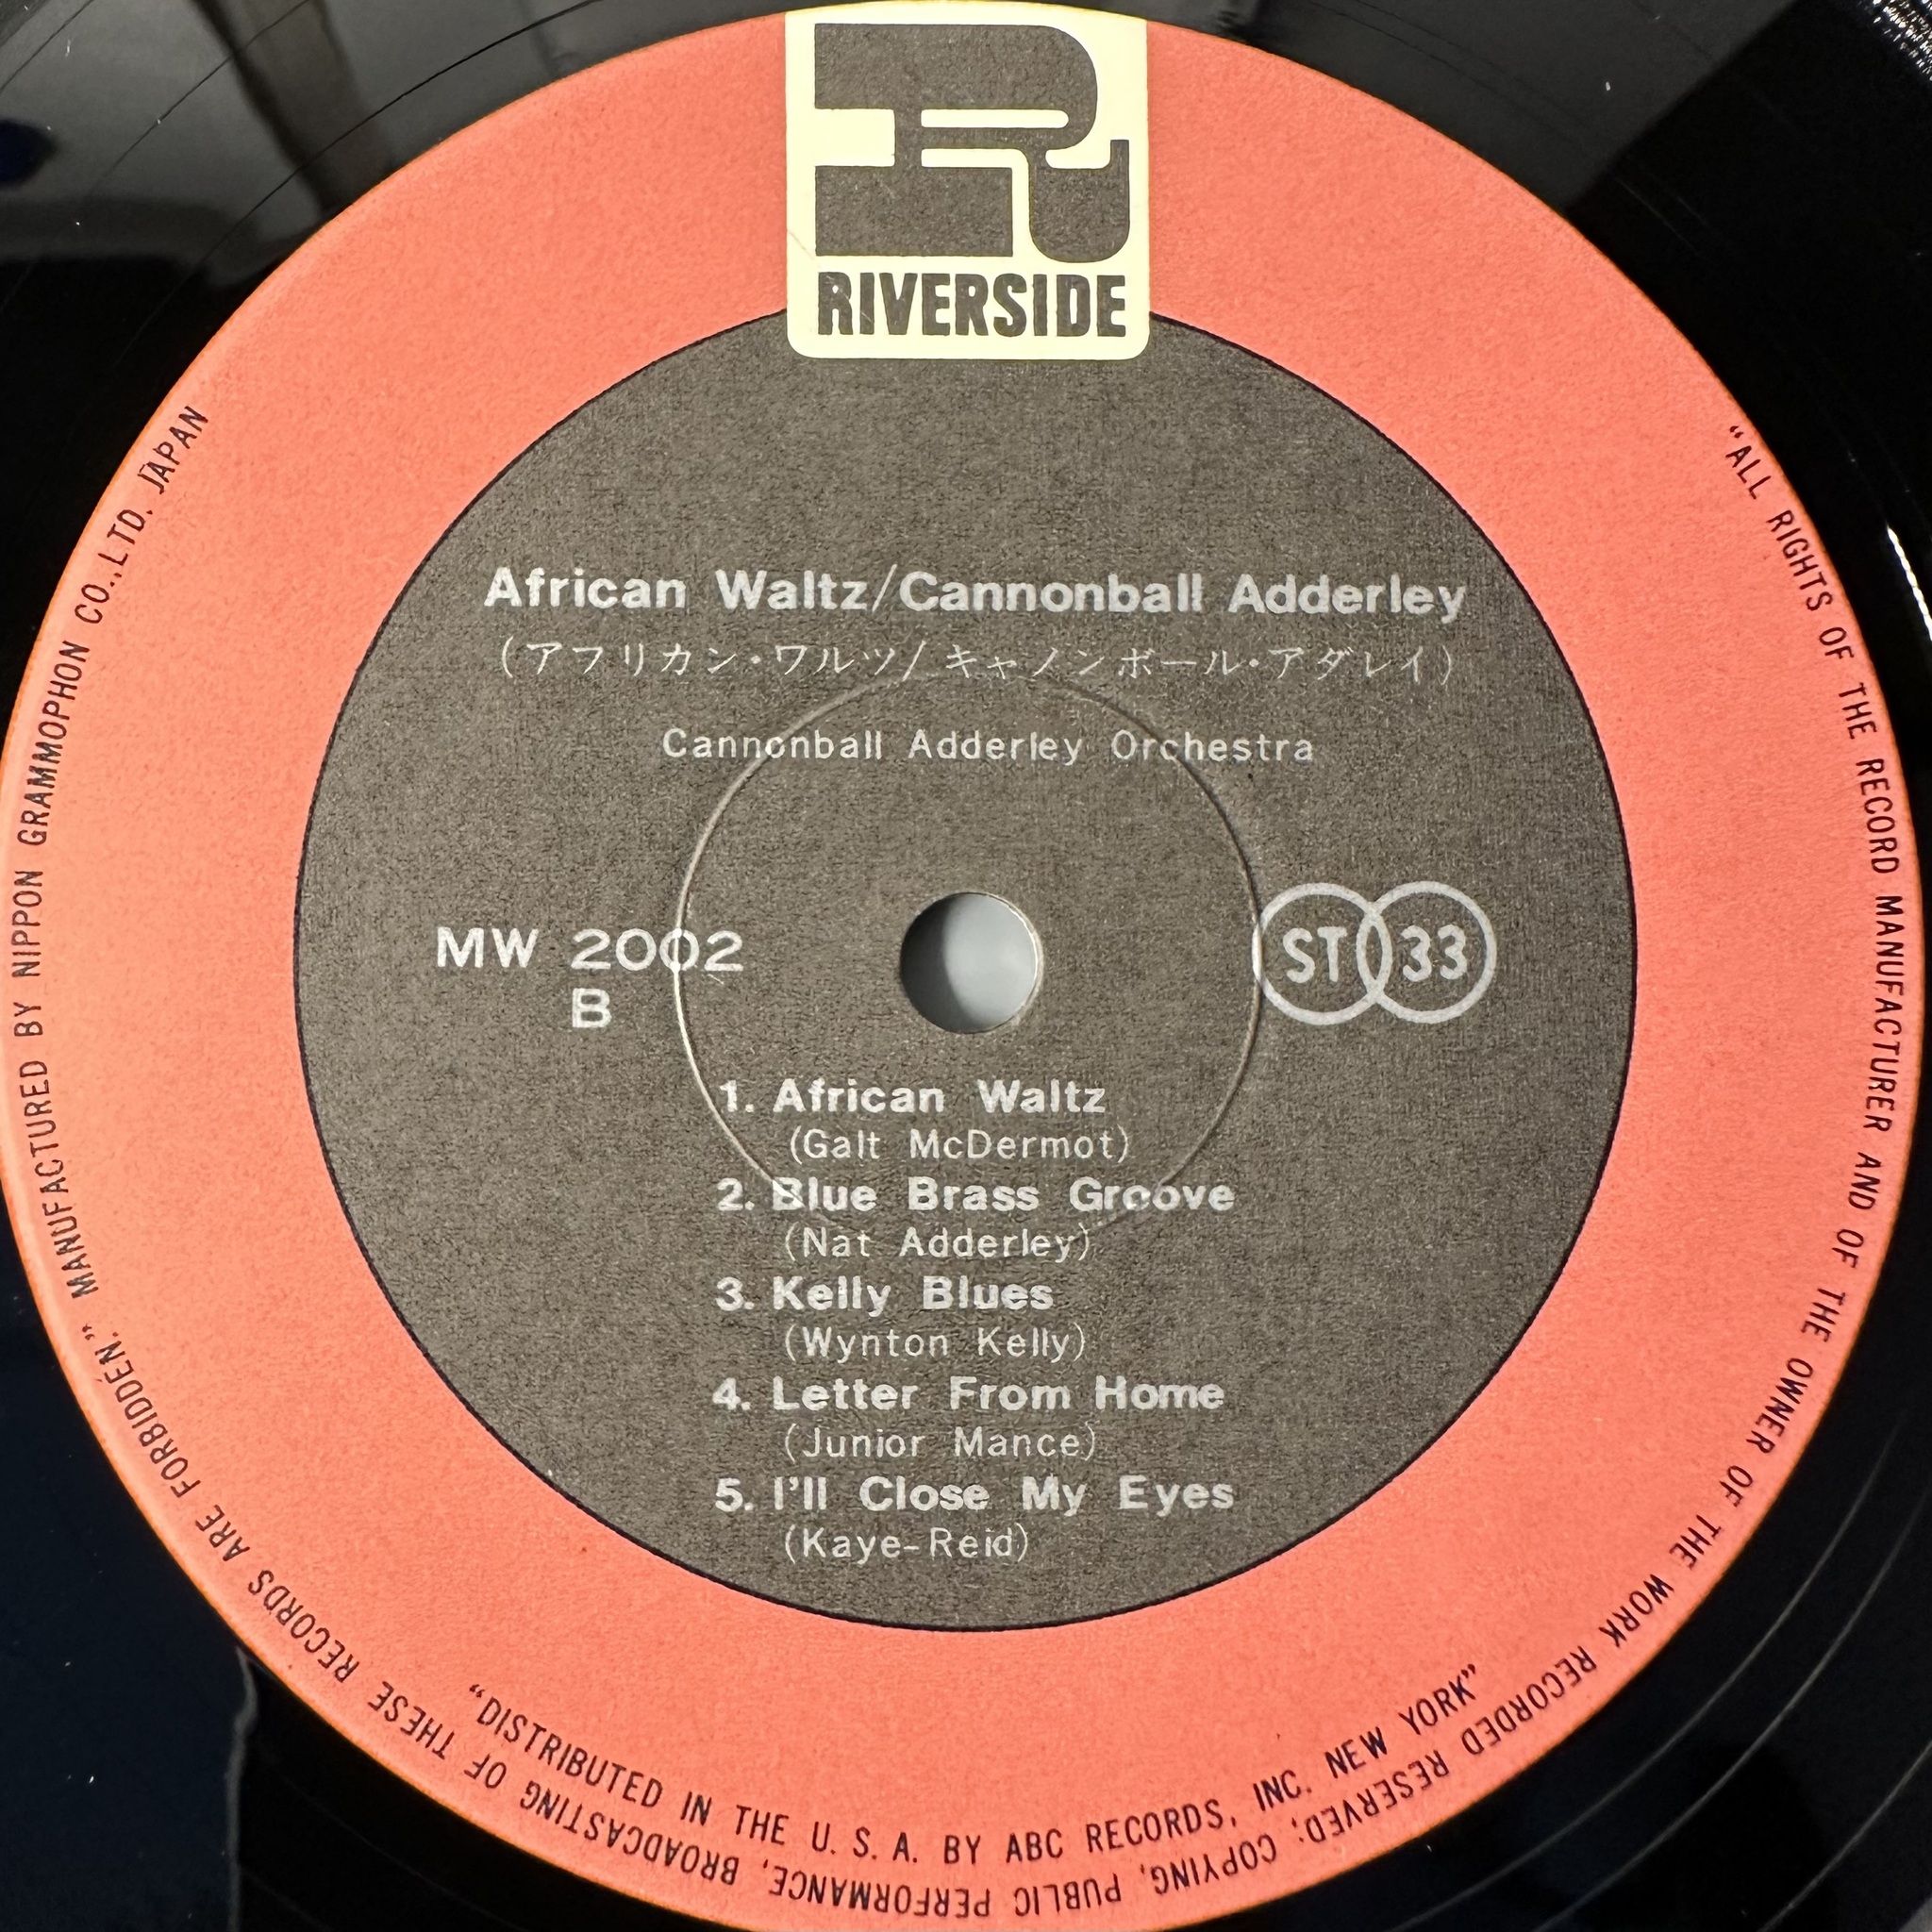 RIVERSIDE
African Waltz/Cannonball Adderley
(アフリカン・ワルツ/キャノンボール・アダレイ)
Cannonball Adderley Orchestra
MW 2002
B
ST 33
1. African Waltz
(Galt McDermot)
2. Blue Brass Groove
(Nat Adderley)
3. Kelly Blues
(Wynton Kelly)
4. Letter From Home
(Junior Mance)
5. I'll Close My Eyes
(Kaye-Reid)
"DISTRIBUTED IN THE U. S. A. BY ABC RECORDS, INC. NEW YORK"
"ALL RIGHTS OF THE RECORD MANUFACTURER AND OF THE OWNER OF THE WORK RECORDED RESERVED; COPYING, PUBLIC PERFORMANCE, BROADCASTING OF THESE RECORDS ARE FORBIDDEN." MANUFACTURED BY NIPPON GRAMMOPHON CO.,LTD. JAPAN